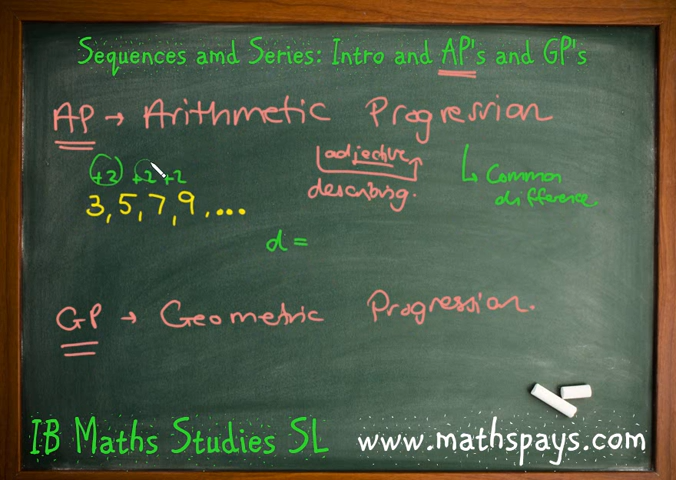 Sequences amd Series: Intro and AP's and GP's
AP → Arithmetic Progression
adjective
describing.
↳ Common
difference.
+2 +2 +2
3, 5, 7, 9, ....
d =
GP → Geometric Progression.
IB Maths Studies SL www.mathspays.com